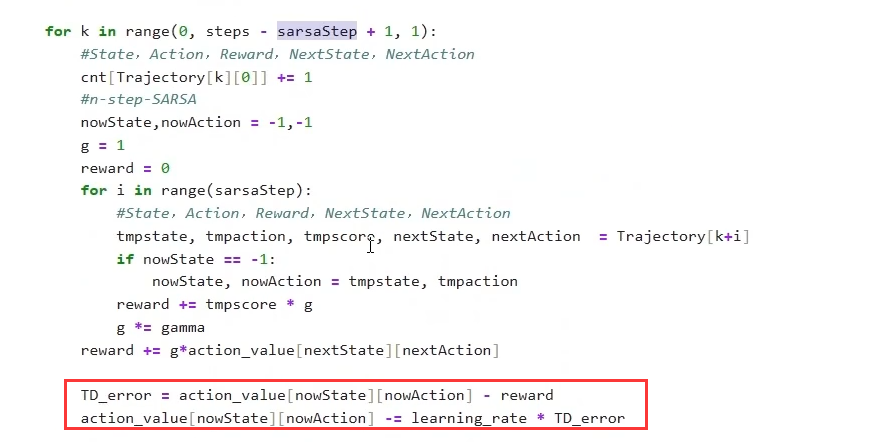 for k in range(0, steps - sarsaStep + 1, 1):
#State, Action, Reward, NextState, NextAction
cnt[Trajectory[k][0]] += 1
#n-step-SARSA
nowState,nowAction = -1,-1
g = 1
reward = 0
for i in range(sarsaStep):
#State, Action, Reward, NextState, NextAction
tmpstate, tmpaction, tmpscore, nextState, nextAction  = Trajectory[k+i]
if nowState == -1:
nowState, nowAction = tmpstate, tmpaction
reward += tmpscore * g
g *= gamma
reward += g*action_value[nextState][nextAction]
TD_error = action_value[nowState][nowAction] - reward
action_value[nowState][nowAction] -= learning_rate * TD_error